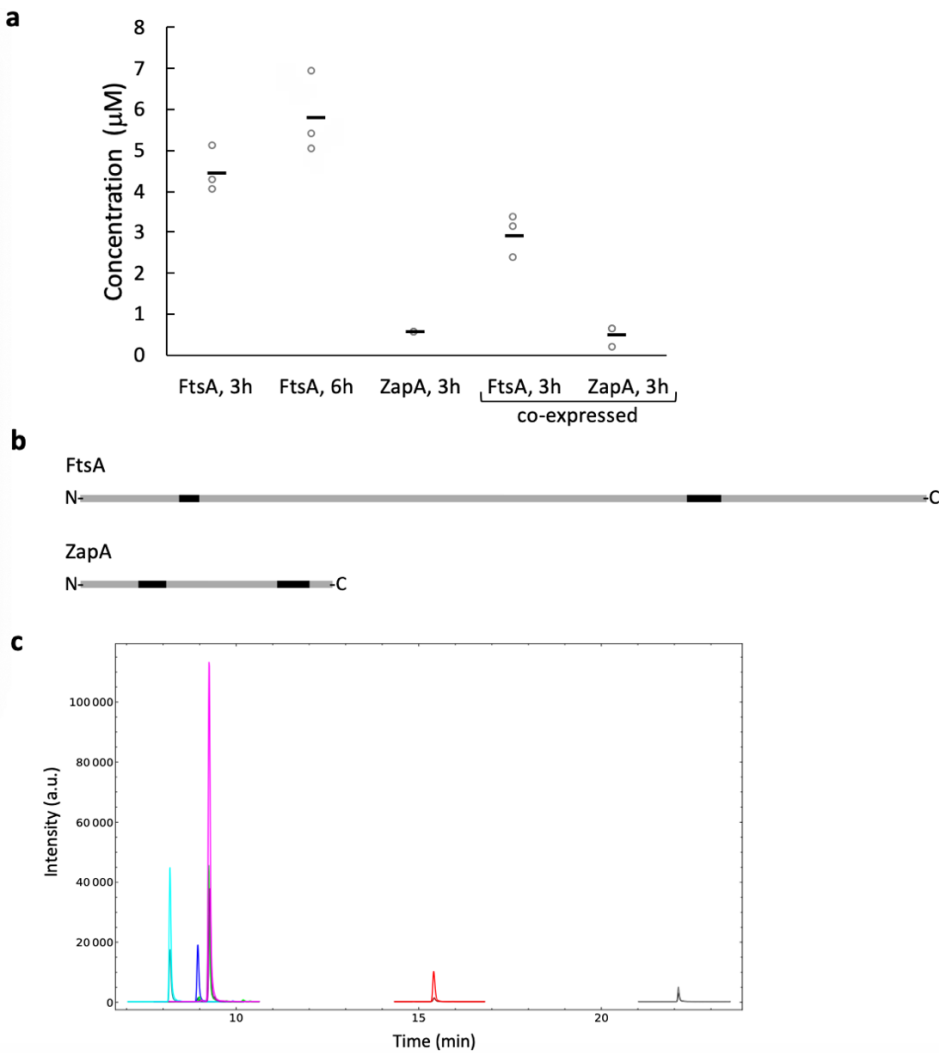 a
8
7
6
5
4
3
2
1
0
Concentration (μM)
FtsA, 3h FtsA, 6h ZapA, 3h FtsA, 3h ZapA, 3h
co-expressed
b
FtsA
N- -C
ZapA
N- -C
c
100 000
80 000
60 000
40 000
20 000
0
Intensity (a.u.)
10 15 20
Time (min)